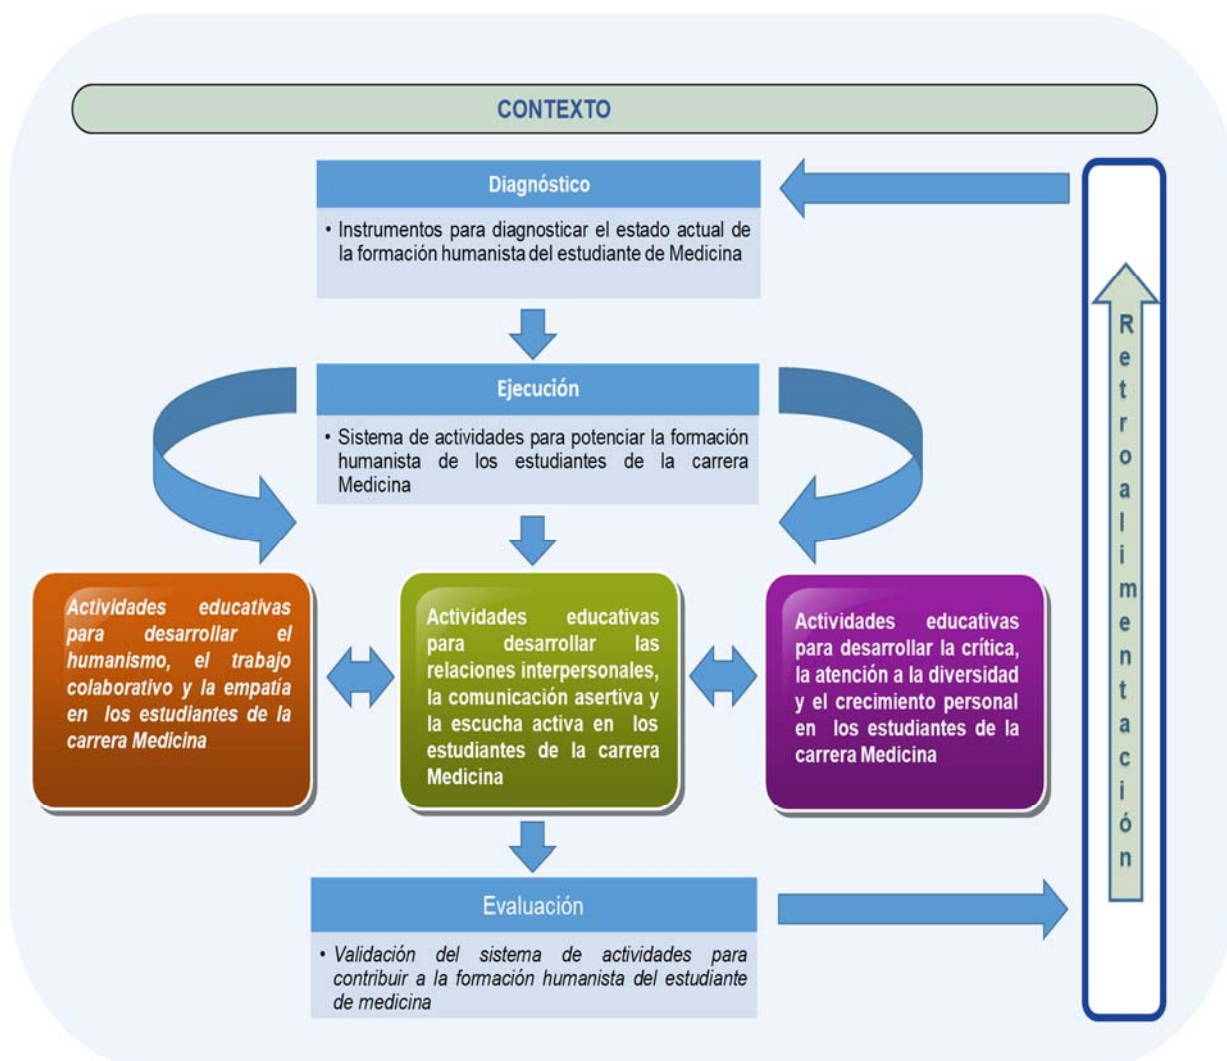 CONTEXTO
Diagnóstico
• Instrumentos para diagnosticar el estado actual de
la formación humanista del estudiante de Medicina
Ejecución
• Sistema de actividades para potenciar la formación
humanista de los estudiantes de la carrera
Medicina
Actividades educativas
para desarrollar el
humanismo, el trabajo
colaborativo y la empatía
en los estudiantes de la
carrera Medicina
Actividades educativas
para desarrollar las
relaciones interpersonales,
la comunicación asertiva y
la escucha activa en los
estudiantes de la carrera
Medicina
Actividades educativas
para desarrollar la crítica,
la atención a la diversidad
y el crecimiento personal
en los estudiantes de la
carrera Medicina
Evaluación
• Validación del sistema de actividades para
contribuir a la formación humanista del estudiante
de medicina
Retroalimentación